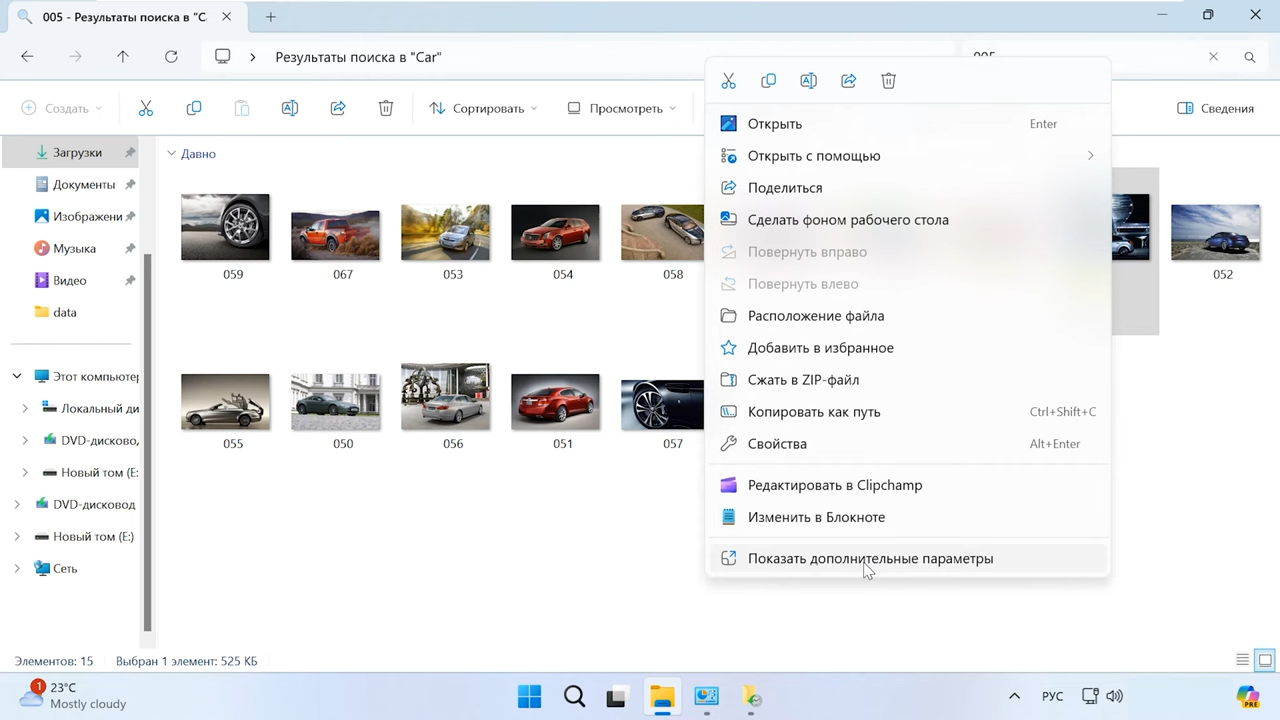 005 - Результаты поиска в "C
Результаты поиска в "Car"
005
Создать
Сортировать
Просмотреть
Сведения
Загрузки
Документы
Изображени
Музыка
Видео
data
Этот компьютер
Локальный ди
DVD-дисково
Новый том (E:
DVD-дисковод
Новый том (E:)
Сеть
Давно
059
067
053
054
058
052
055
050
056
051
057
Открыть Enter
Открыть с помощью
Поделиться
Сделать фоном рабочего стола
Повернуть вправо
Повернуть влево
Расположение файла
Добавить в избранное
Сжать в ZIP-файл
Копировать как путь Ctrl+Shift+C
Свойства Alt+Enter
Редактировать в Clipchamp
Изменить в Блокноте
Показать дополнительные параметры
Элементов: 15 Выбран 1 элемент: 525 КБ
1
23°C
Mostly cloudy
РУС
PRE